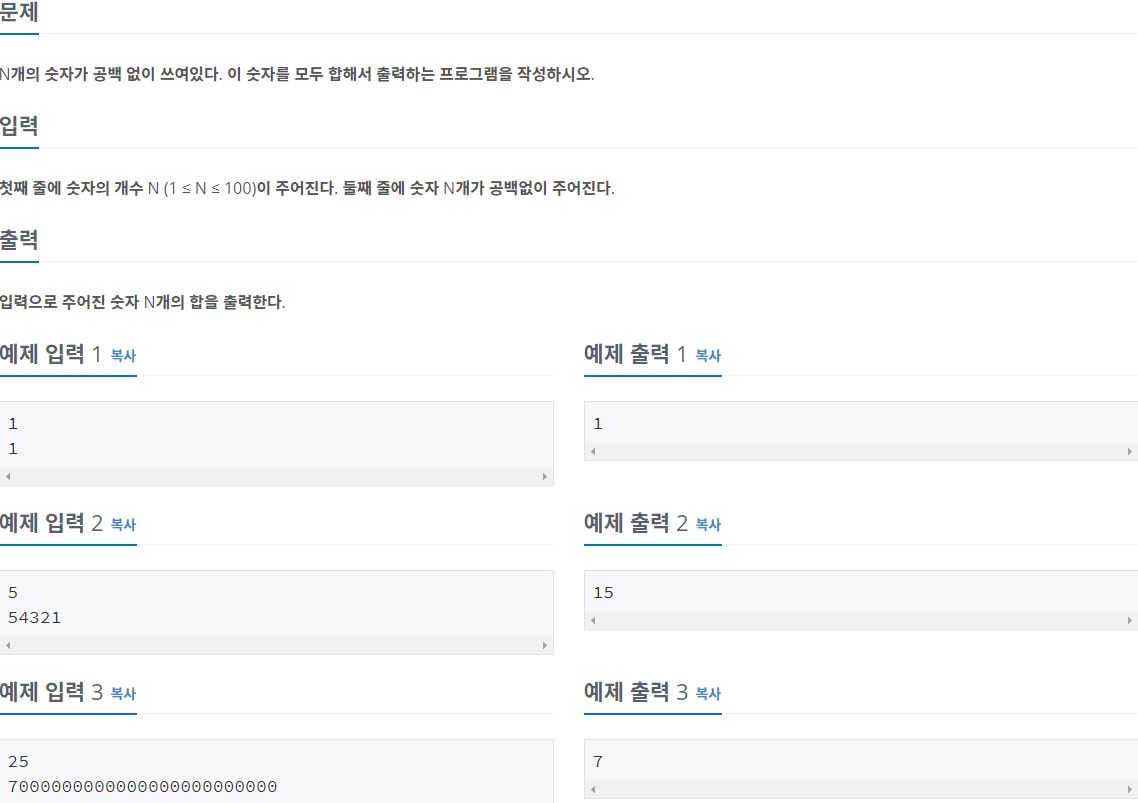 문제
N개의 숫자가 공백 없이 쓰여있다. 이 숫자를 모두 합해서 출력하는 프로그램을 작성하시오.
입력
첫째 줄에 숫자의 개수 N (1 ≤ N ≤ 100)이 주어진다. 둘째 줄에 숫자 N개가 공백없이 주어진다.
출력
입력으로 주어진 숫자 N개의 합을 출력한다.
예제 입력 1 복사
1
1
예제 출력 1 복사
1
예제 입력 2 복사
5
54321
예제 출력 2 복사
15
예제 입력 3 복사
25
7000000000000000000000000
예제 출력 3 복사
7